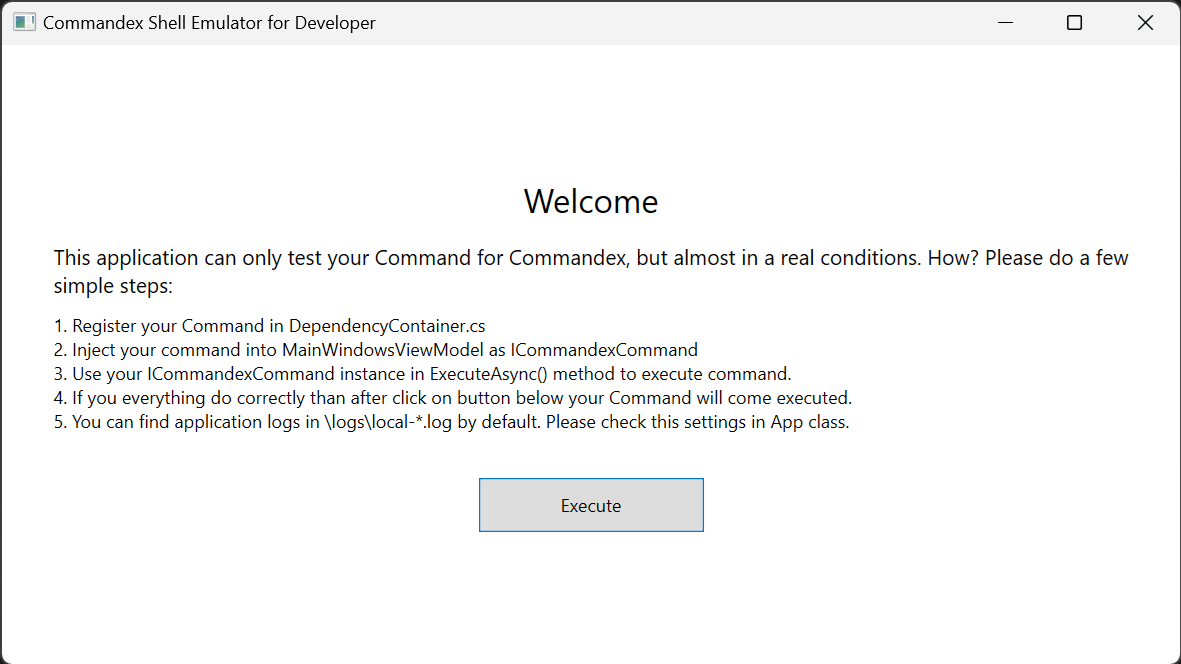 Commandex Shell Emulator for Developer
Welcome
This application can only test your Command for Commandex, but almost in a real conditions. How? Please do a few
simple steps:
1. Register your Command in DependencyContainer.cs
2. Inject your command into MainWindowsViewModel as ICommandexCommand
3. Use your ICommandexCommand instance in ExecuteAsync() method to execute command.
4. If you everything do correctly than after click on button below your Command will come executed.
5. You can find application logs in \logs\local-*.log by default. Please check this settings in App class.
Execute